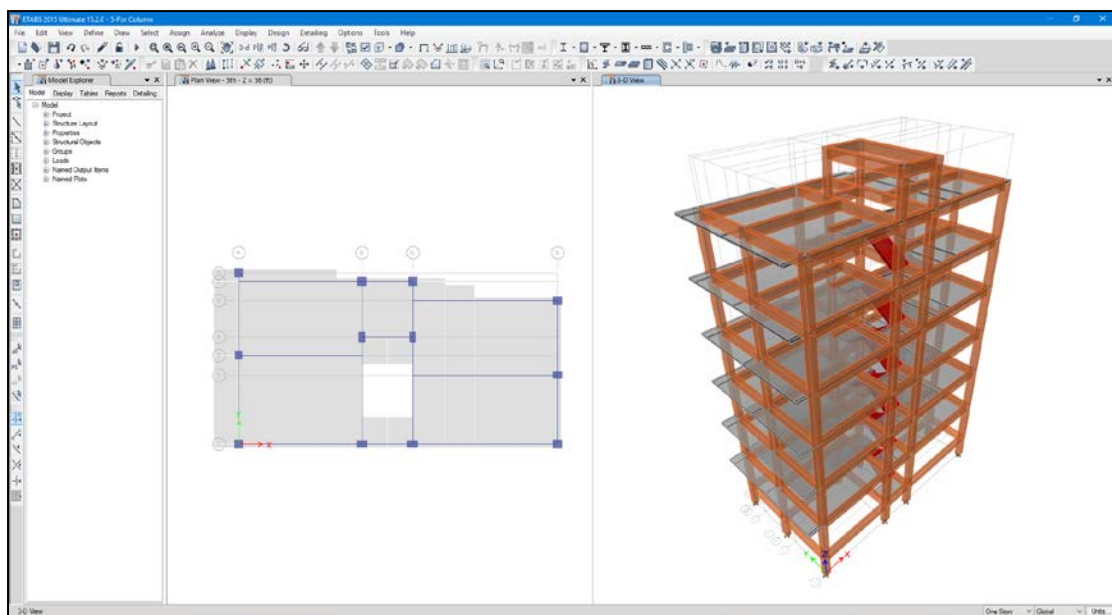 ETABS 2015 Ultimate 15.2.0 - S-For Column
File Edit View Define Draw Select Assign Analyze Display Design Detailing Options Tools Help
Model Explorer
Plan View - 5th - Z = 56 (ft)
3-D View
Model Display Tables Reports Detailing
Model
Project
Structure Layout
Properties
Structural Objects
Groups
Loads
Named Output Items
Named Plots
X
Y
X
Y
Z
3-D View
One Story
Global
Units